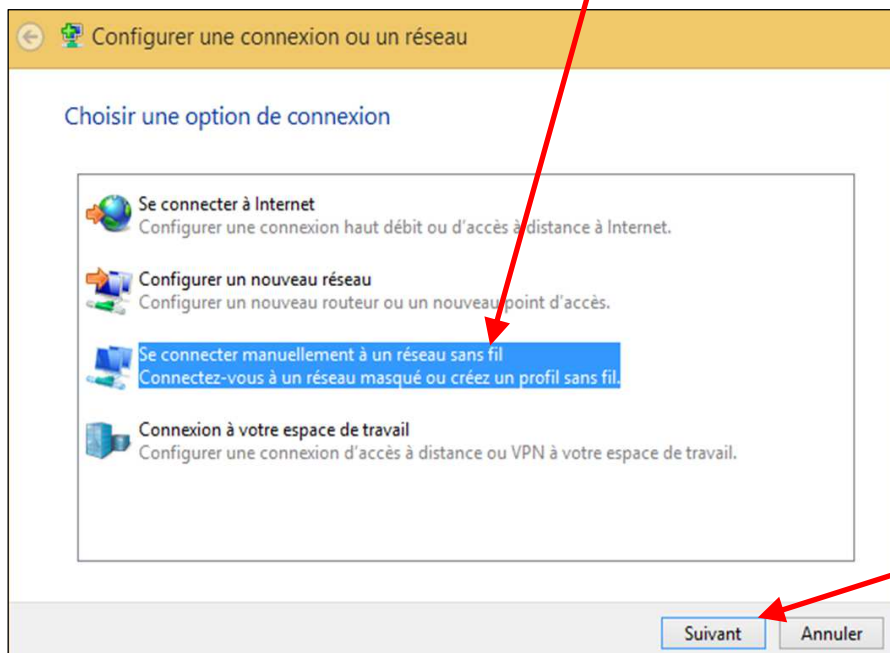 Configurer une connexion ou un réseau
Choisir une option de connexion
Se connecter à Internet
Configurer une connexion haut débit ou d'accès à distance à Internet.
Configurer un nouveau réseau
Configurer un nouveau routeur ou un nouveau point d'accès.
Se connecter manuellement à un réseau sans fil
Connectez-vous à un réseau masqué ou créez un profil sans fil.
Connexion à votre espace de travail
Configurer une connexion d'accès à distance ou VPN à votre espace de travail.
Suivant Annuler